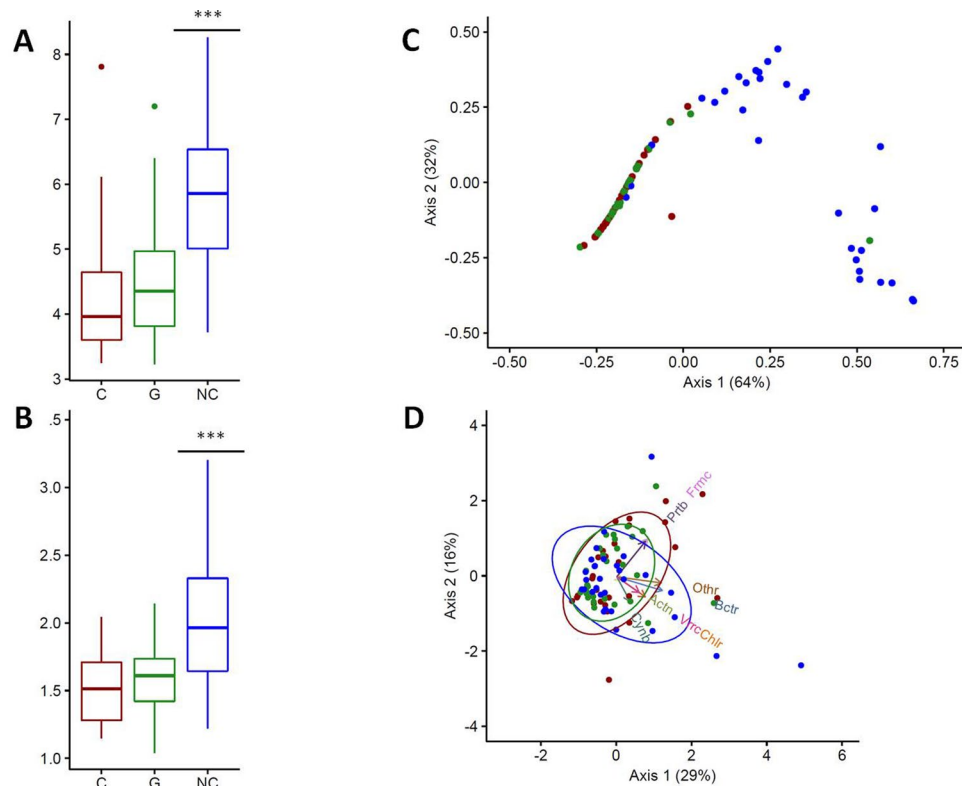 A
***
8
7
6
5
4
3
C G NC
B
***
.5
3.0
2.5
2.0
1.5
1.0
C G NC
C
0.50
0.25
0.00
-0.25
-0.50
Axis 2 (32%)
-0.50 -0.25 0.00 0.25 0.50 0.75
Axis 1 (64%)
D
4
2
0
-2
-4
Axis 2 (16%)
Frmc
Prtb
Othr
Bctr
Actn
Vrrc
Chlr
Cynb
-2 0 2 4 6
Axis 1 (29%)